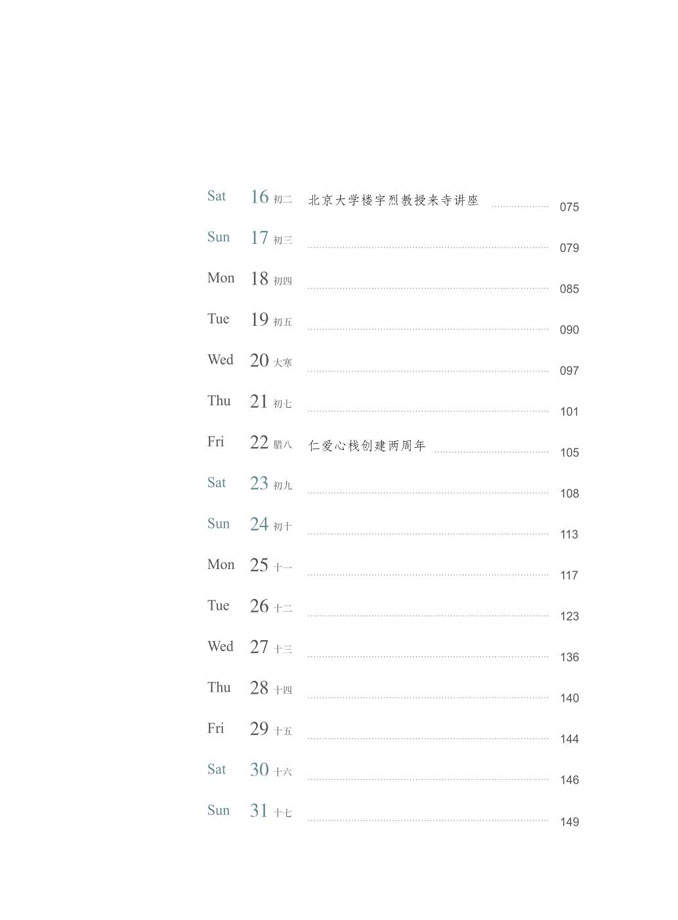 Sat 16 初二 北京大学楼宇烈教授来寺讲座 075
Sun 17 初三 079
Mon 18 初四 085
Tue 19 初五 090
Wed 20 大寒 097
Thu 21 初七 101
Fri 22 腊八 仁爱心栈创建两周年 105
Sat 23 初九 108
Sun 24 初十 113
Mon 25 十一 117
Tue 26 十二 123
Wed 27 十三 136
Thu 28 十四 140
Fri 29 十五 144
Sat 30 十六 146
Sun 31 十七 149